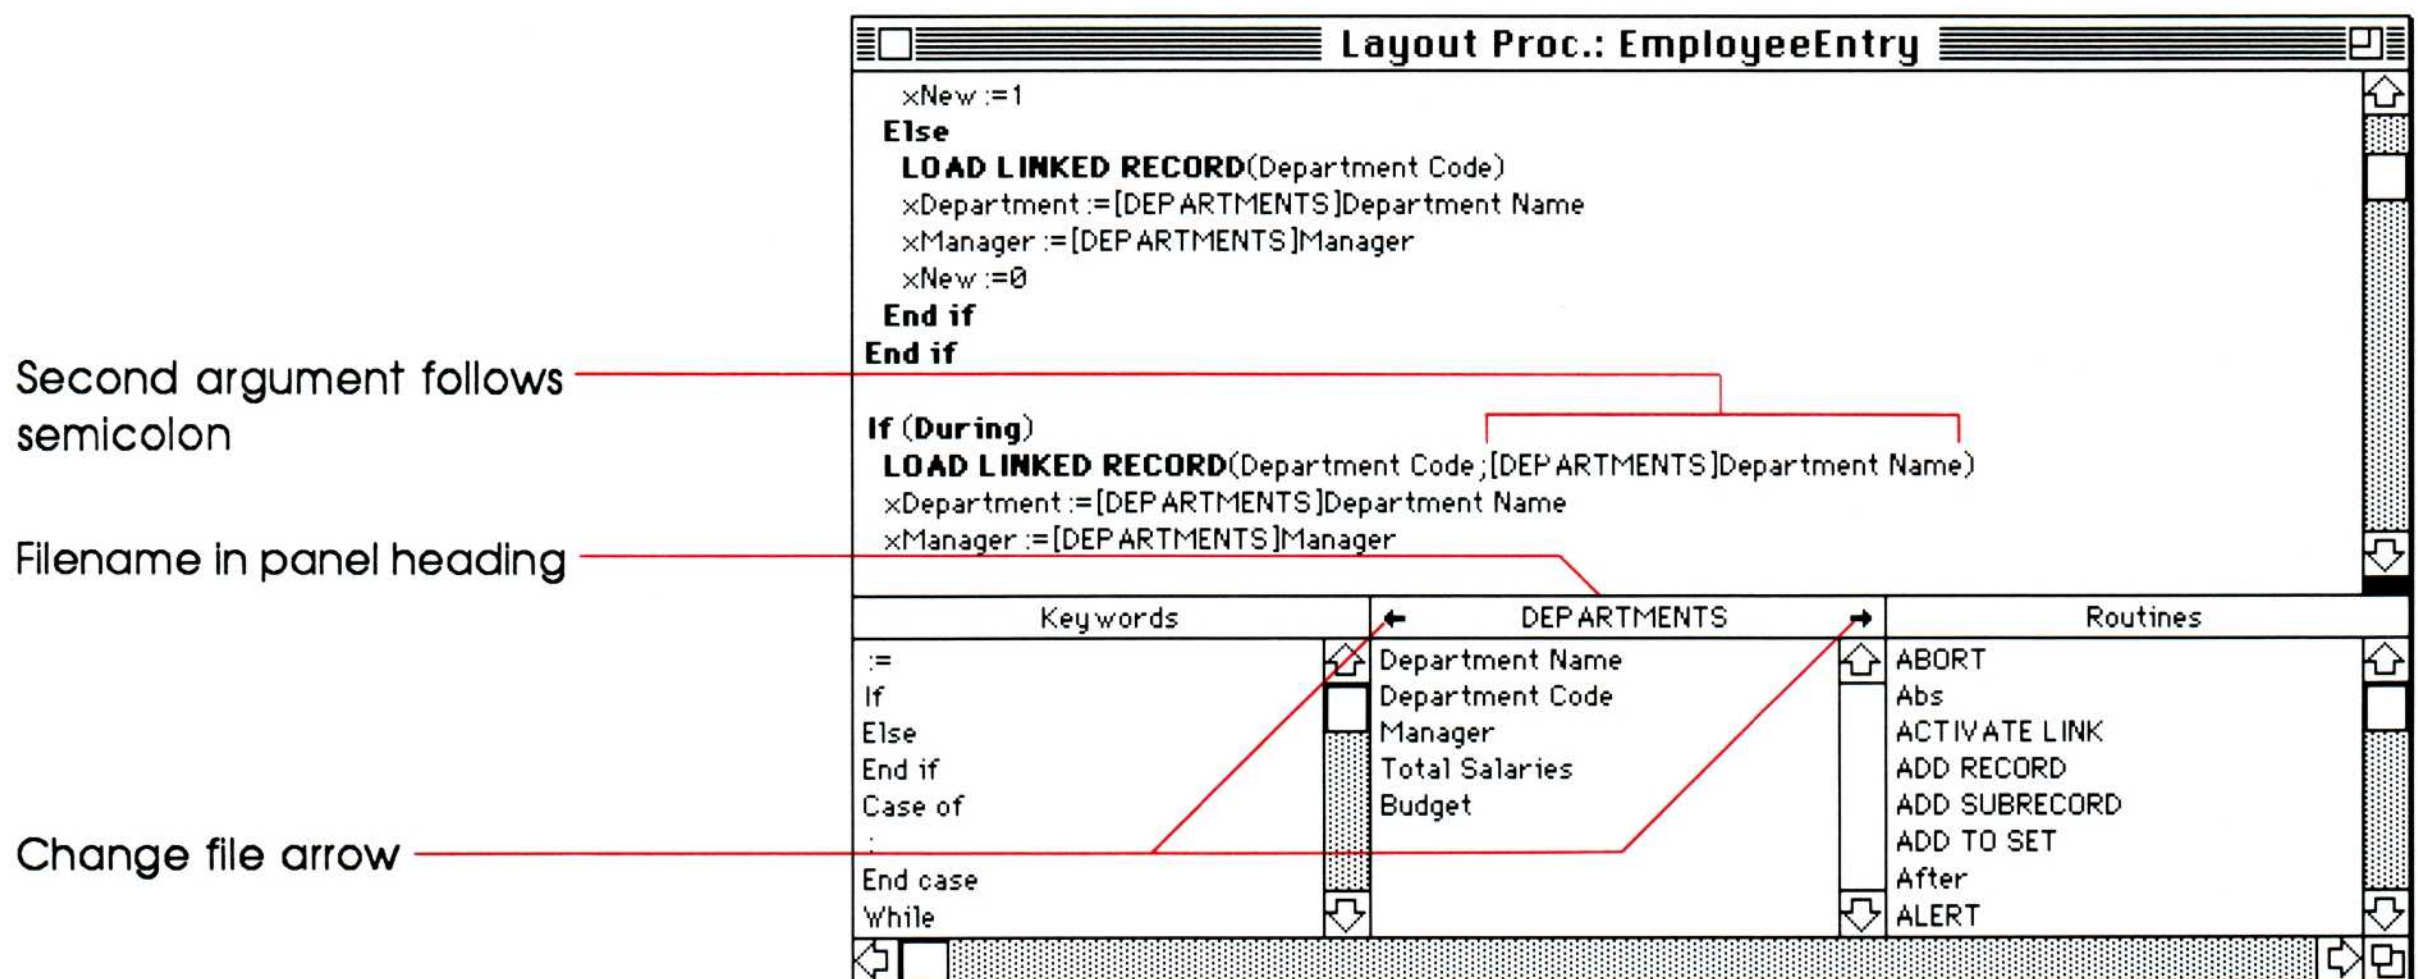 Layout Proc.: EmployeeEntry
xNew:=1
Else
LOAD LINKED RECORD(Department Code)
xDepartment:=[DEPARTMENTS]Department Name
xManager:=[DEPARTMENTS]Manager
xNew:=0
End if
End if
Second argument follows
semicolon
If (During)
LOAD LINKED RECORD(Department Code;[DEPARTMENTS]Department Name)
xDepartment:=[DEPARTMENTS]Department Name
xManager:=[DEPARTMENTS]Manager
Filename in panel heading
Keywords
:=
If
Else
End if
Case of
:
End case
While
DEPARTMENTS
Department Name
Department Code
Manager
Total Salaries
Budget
Routines
ABORT
Abs
ACTIVATE LINK
ADD RECORD
ADD SUBRECORD
ADD TO SET
After
ALERT
Change file arrow